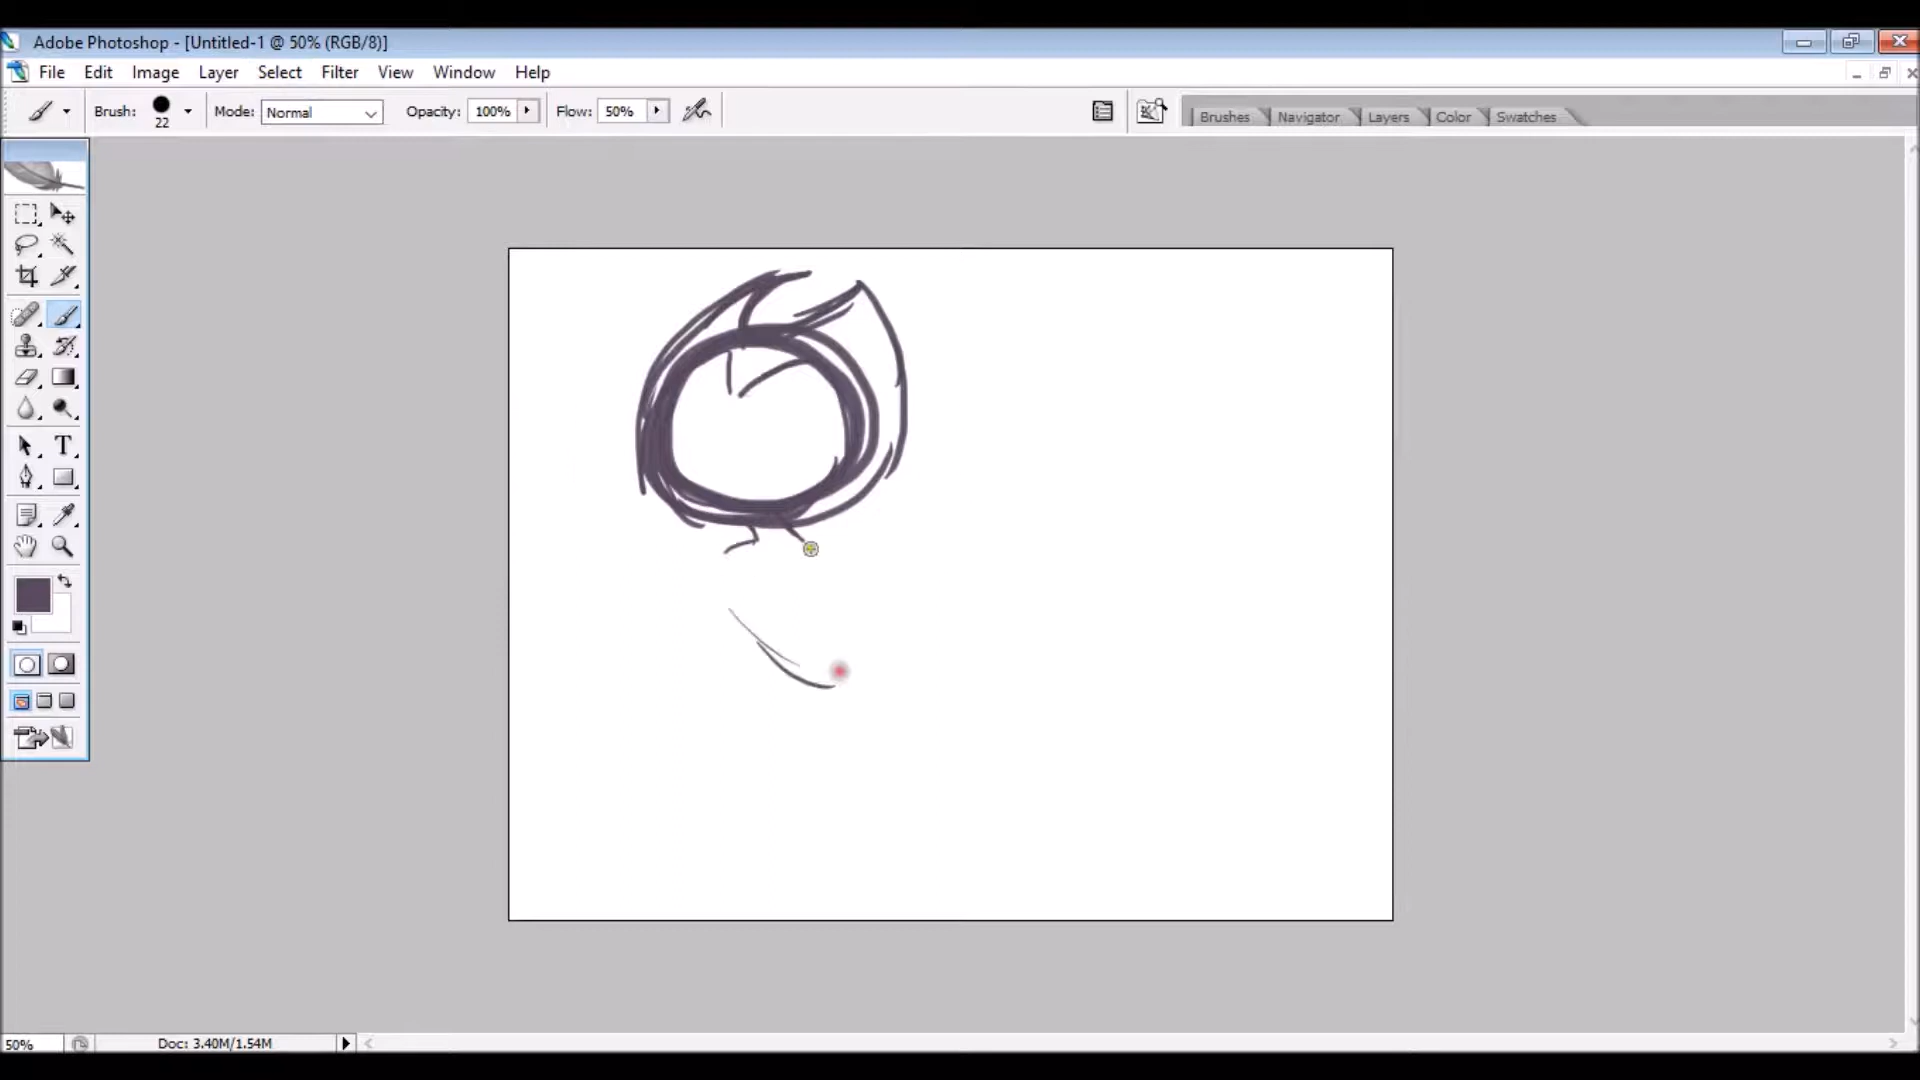 Adobe Photoshop - [Untitled-1 @ 50% (RGB/8)]
File Edit Image Layer Select Filter View Window Help
Brush: 22 Mode: Normal Opacity: 100% Flow: 50% Brushes Navigator Layers Color Swatches
T
50% Doc: 3.40M/1.54M